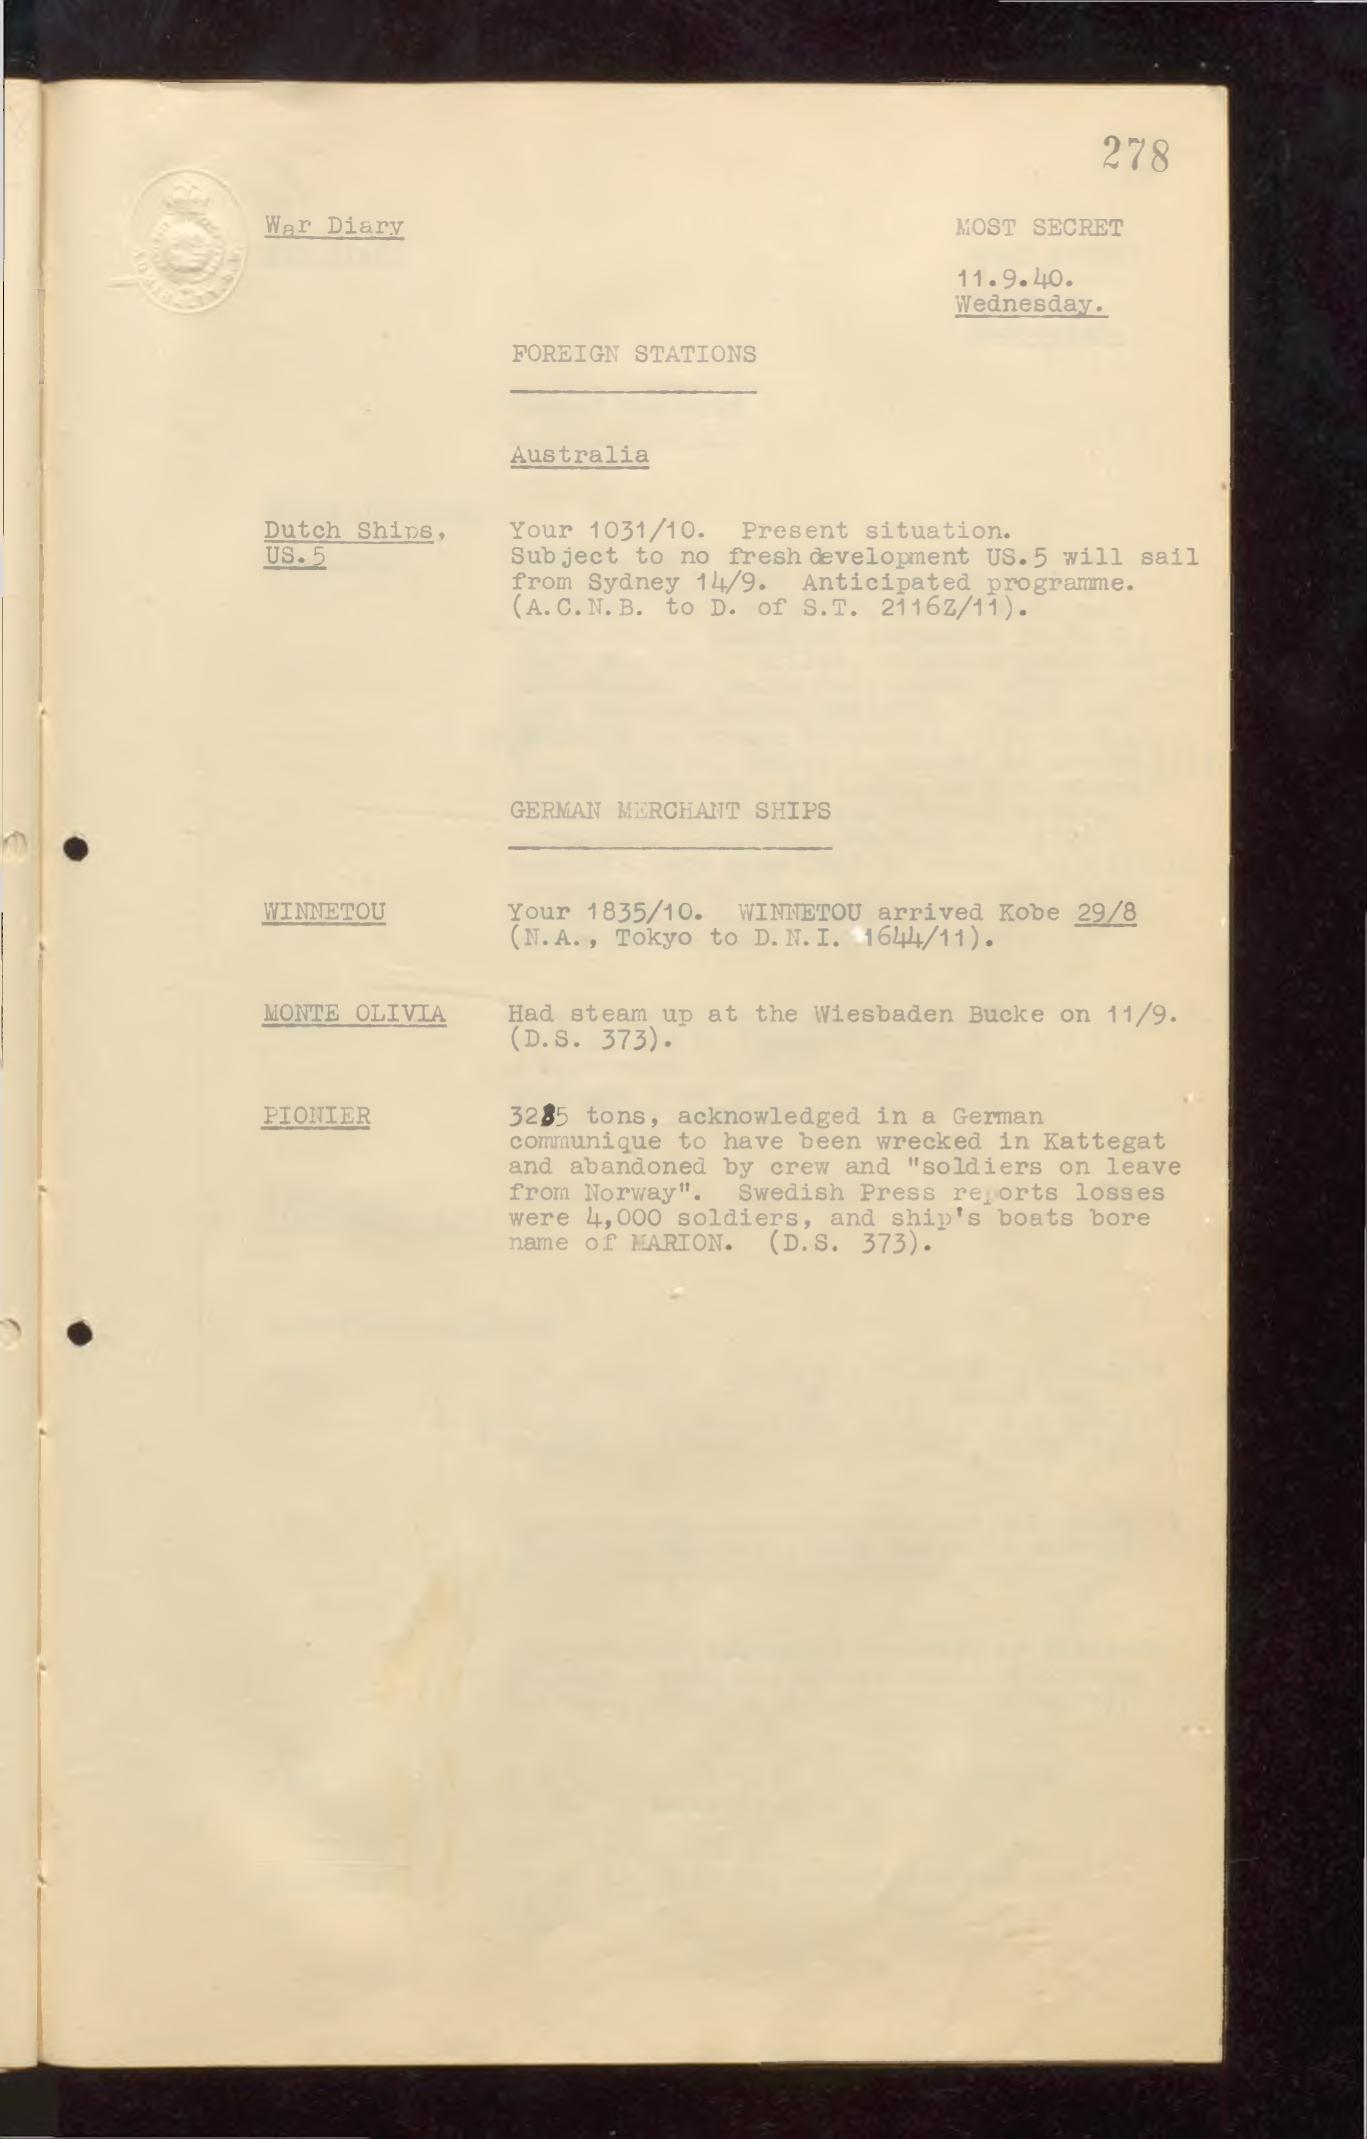 278
War Diary
MOST SECRET
11.9.40.
Wednesday.
FOREIGN STATIONS
Australia
Dutch Ships,
US.5
Your 1031/10. Present situation.
Subject to no fresh development US.5 will sail
from Sydney 14/9. Anticipated programme.
(A.C.N.B. to D. of S.T. 2116Z/11).
GERMAN MERCHANT SHIPS
WINNETOU
Your 1835/10. WINNETOU arrived Kobe 29/8
(N.A., Tokyo to D.N.I. 1644/11).
MONTE OLIVIA
Had steam up at the Wiesbaden Bucke on 11/9.
(D.S. 373).
PIONIER
3285 tons, acknowledged in a German
communique to have been wrecked in Kattegat
and abandoned by crew and "soldiers on leave
from Norway". Swedish Press reports losses
were 4,000 soldiers, and ship's boats bore
name of MARION. (D.S. 373).